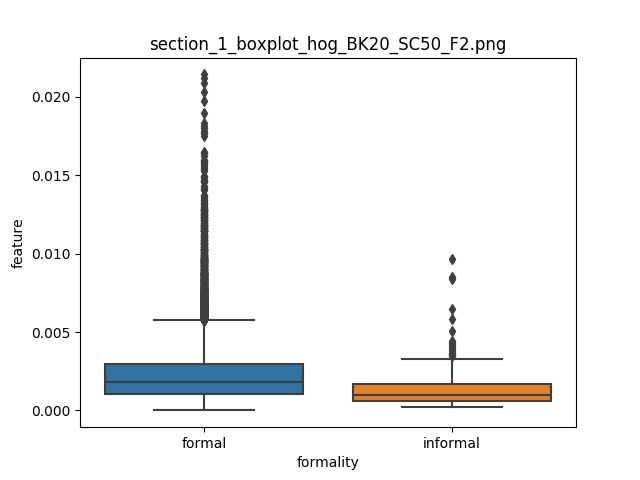 section_1_boxplot_hog_BK20_SC50_F2.png
0.020
0.015
0.010
0.005
0.000
feature
formal
informal
formality